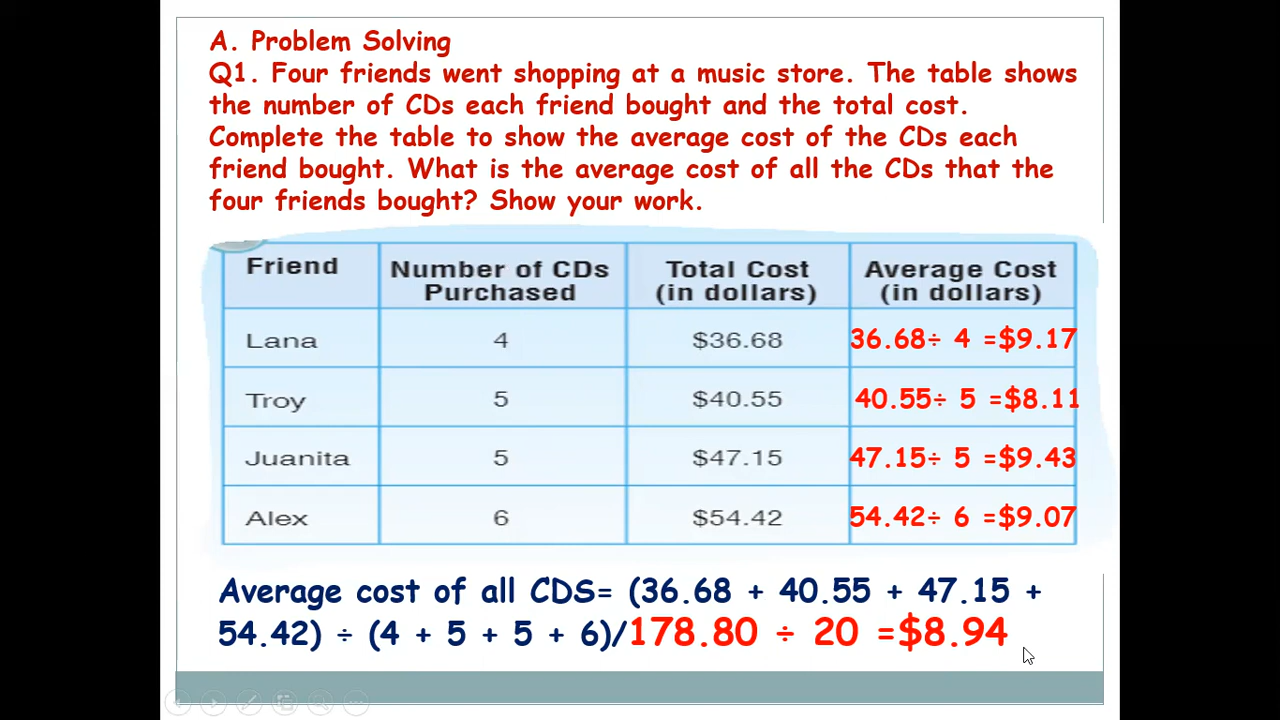 A. Problem Solving
Q1. Four friends went shopping at a music store. The table shows
the number of CDs each friend bought and the total cost.
Complete the table to show the average cost of the CDs each
friend bought. What is the average cost of all the CDs that the
four friends bought? Show your work.
Friend Number of CDs Purchased Total Cost (in dollars) Average Cost (in dollars)
Lana 4 $36.68 36.68÷ 4 =$9.17
Troy 5 $40.55 40.55÷ 5 =$8.11
Juanita 5 $47.15 47.15÷ 5 =$9.43
Alex 6 $54.42 54.42÷ 6 =$9.07
Average cost of all CDS= (36.68 + 40.55 + 47.15 +
54.42) ÷ (4 + 5 + 5 + 6)/178.80 ÷ 20 =$8.94